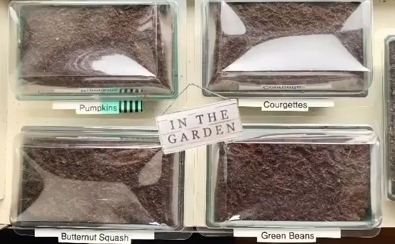 Pumpkins
Courgettes
IN THE
GARDEN
Butternut Squash
Green Beans